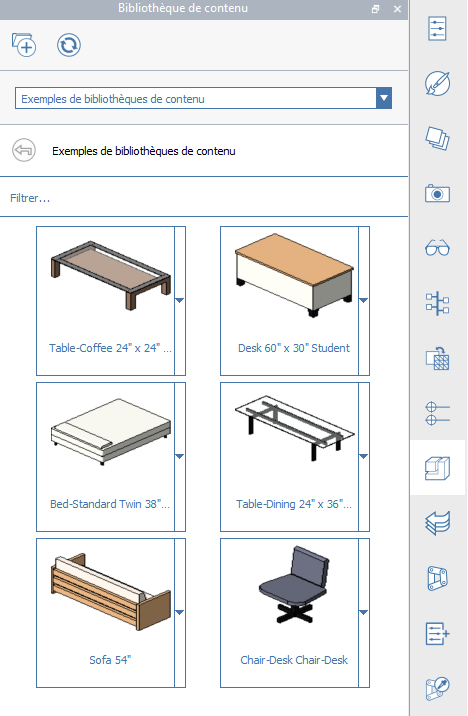 Bibliothèque de contenu
Exemples de bibliothèques de contenu
Exemples de bibliothèques de contenu
Filtrer...
Table-Coffee 24" x 24" ...
Desk 60" x 30" Student
Bed-Standard Twin 38"...
Table-Dining 24" x 36"...
Sofa 54"
Chair-Desk Chair-Desk